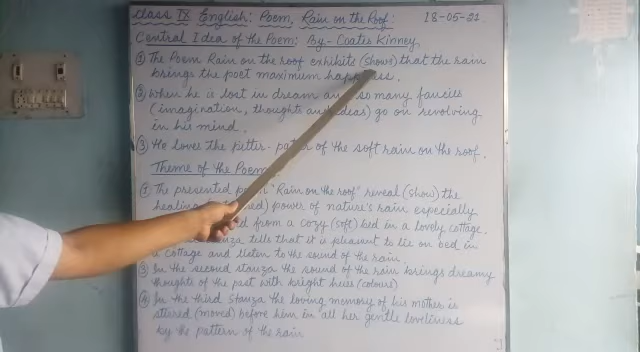 Class IX English: Poem, Rain on the Roof: 18-05-21
Central Idea of the Poem: By- Coates Kinney.
① The Poem Rain on the roof exhibits (shows) that the rain
brings the poet maximum happiness.
② When he is lost in dream and so many fancies
(imagination, thoughts and ideas) go on revolving
in his mind.
③ He loves the pitter-patter of the soft rain on the roof.
Theme of the Poem
① The presented poem "Rain on the roof" reveal (show) the
power of nature's rain especially
from a cozy (soft) bed in a lovely cottage.
tells that it is pleasant to lie on bed in
a cottage and listen to the sound of the rain.
③ In the second stanza the sound of the rain brings dreamy
thoughts of the past with bright hues (colours)
④ In the third stanza the loving memory of his mother is
stirred (moved) before him in all her gentle loveliness
by the pattern of the rain